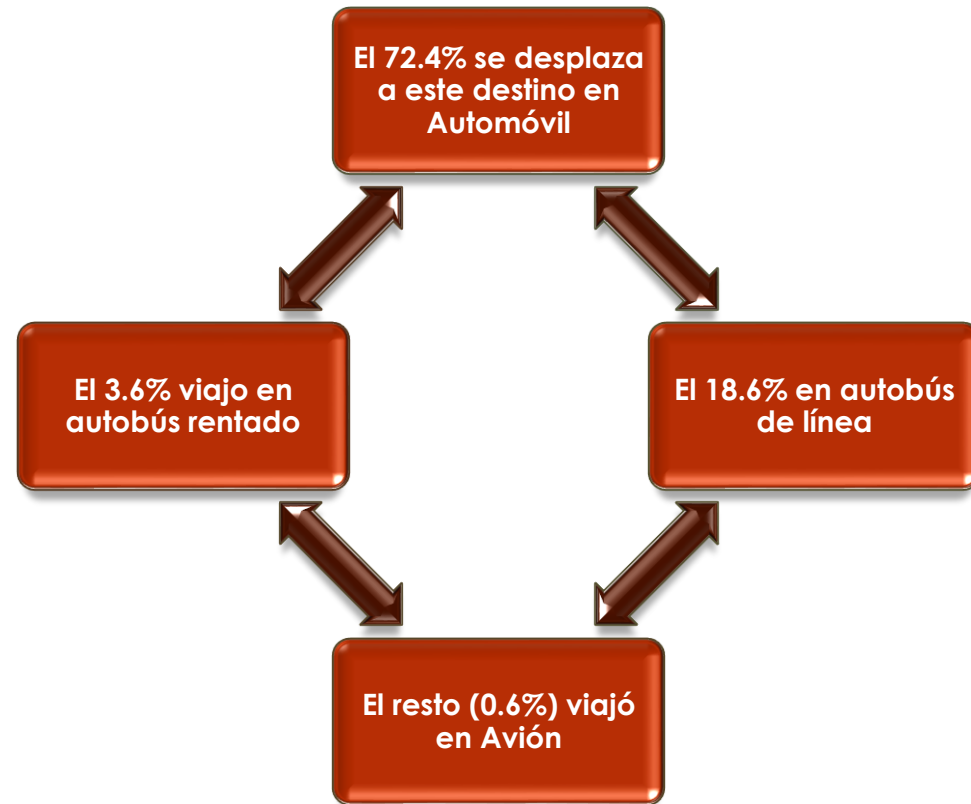 El 72.4% se desplaza
a este destino en
Automóvil
El 3.6% viajo en
autobús rentado
El 18.6% en autobús
de línea
El resto (0.6%) viajó
en Avión